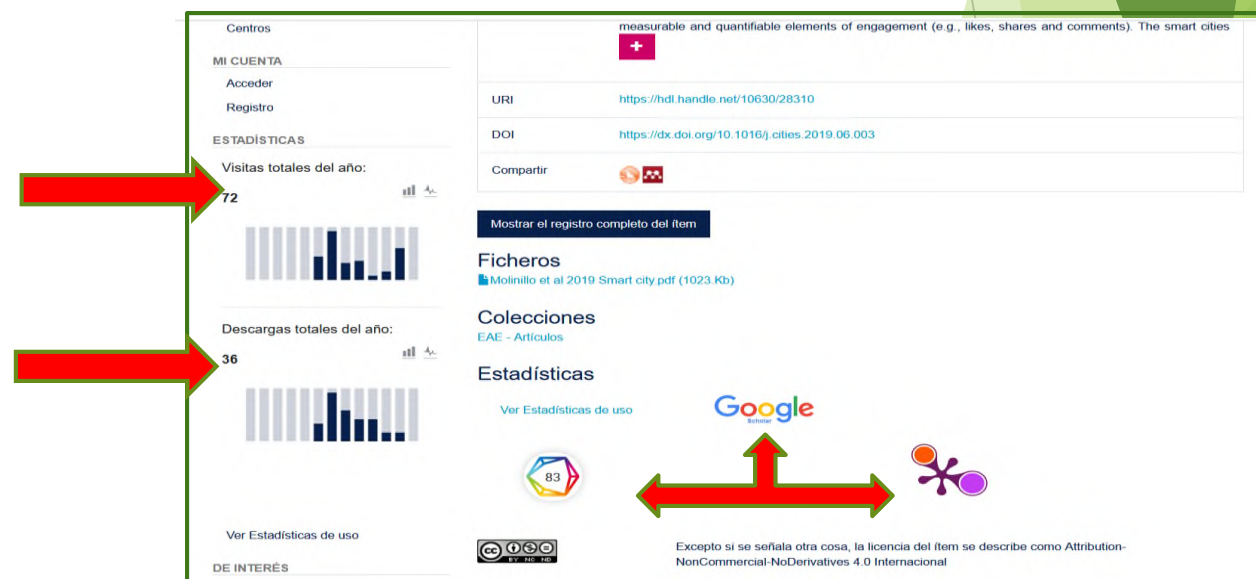 Centros
MI CUENTA
Acceder
Registro
ESTADÍSTICAS
Visitas totales del año:
72
Descargas totales del año:
36
Ver Estadísticas de uso
DE INTERÉS
measurable and quantifiable elements of engagement (e.g., likes, shares and comments). The smart cities
+
URI https://hdl.handle.net/10630/28310
DOI https://dx.doi.org/10.1016/j.cities.2019.06.003
Compartir
Mostrar el registro completo del ítem
Ficheros
Molinillo et al 2019 Smart city.pdf (1023.Kb)
Colecciones
EAE - Artículos
Estadísticas
Ver Estadísticas de uso
Google
Scholar
83
cc BY NC ND
Excepto si se señala otra cosa, la licencia del ítem se describe como Attribution-
NonCommercial-NoDerivatives 4.0 Internacional